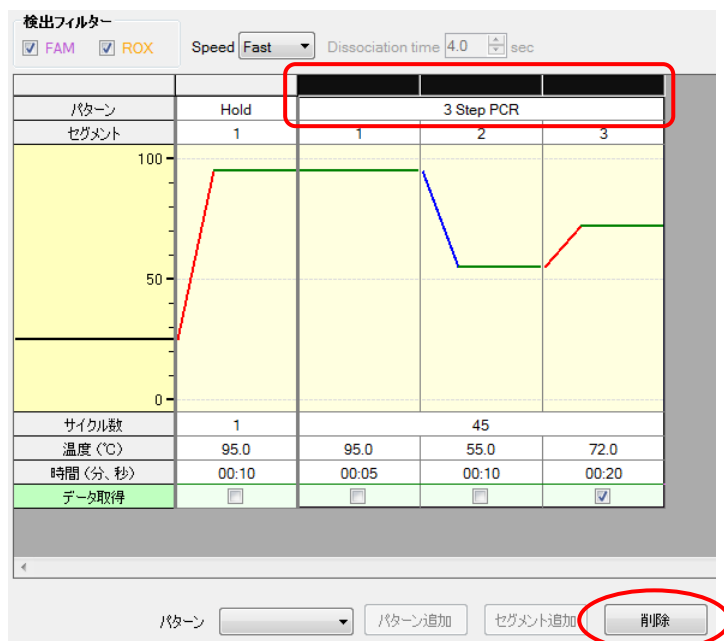 検出フィルター
FAM ROX Speed Fast Dissociation time 4.0 sec
パターン Hold 3 Step PCR
セグメント 1 1 2 3
100
50
0
サイクル数 1 45
温度(℃) 95.0 95.0 55.0 72.0
時間(分、秒) 00:10 00:05 00:10 00:20
データ取得
パターン パターン追加 セグメント追加 削除